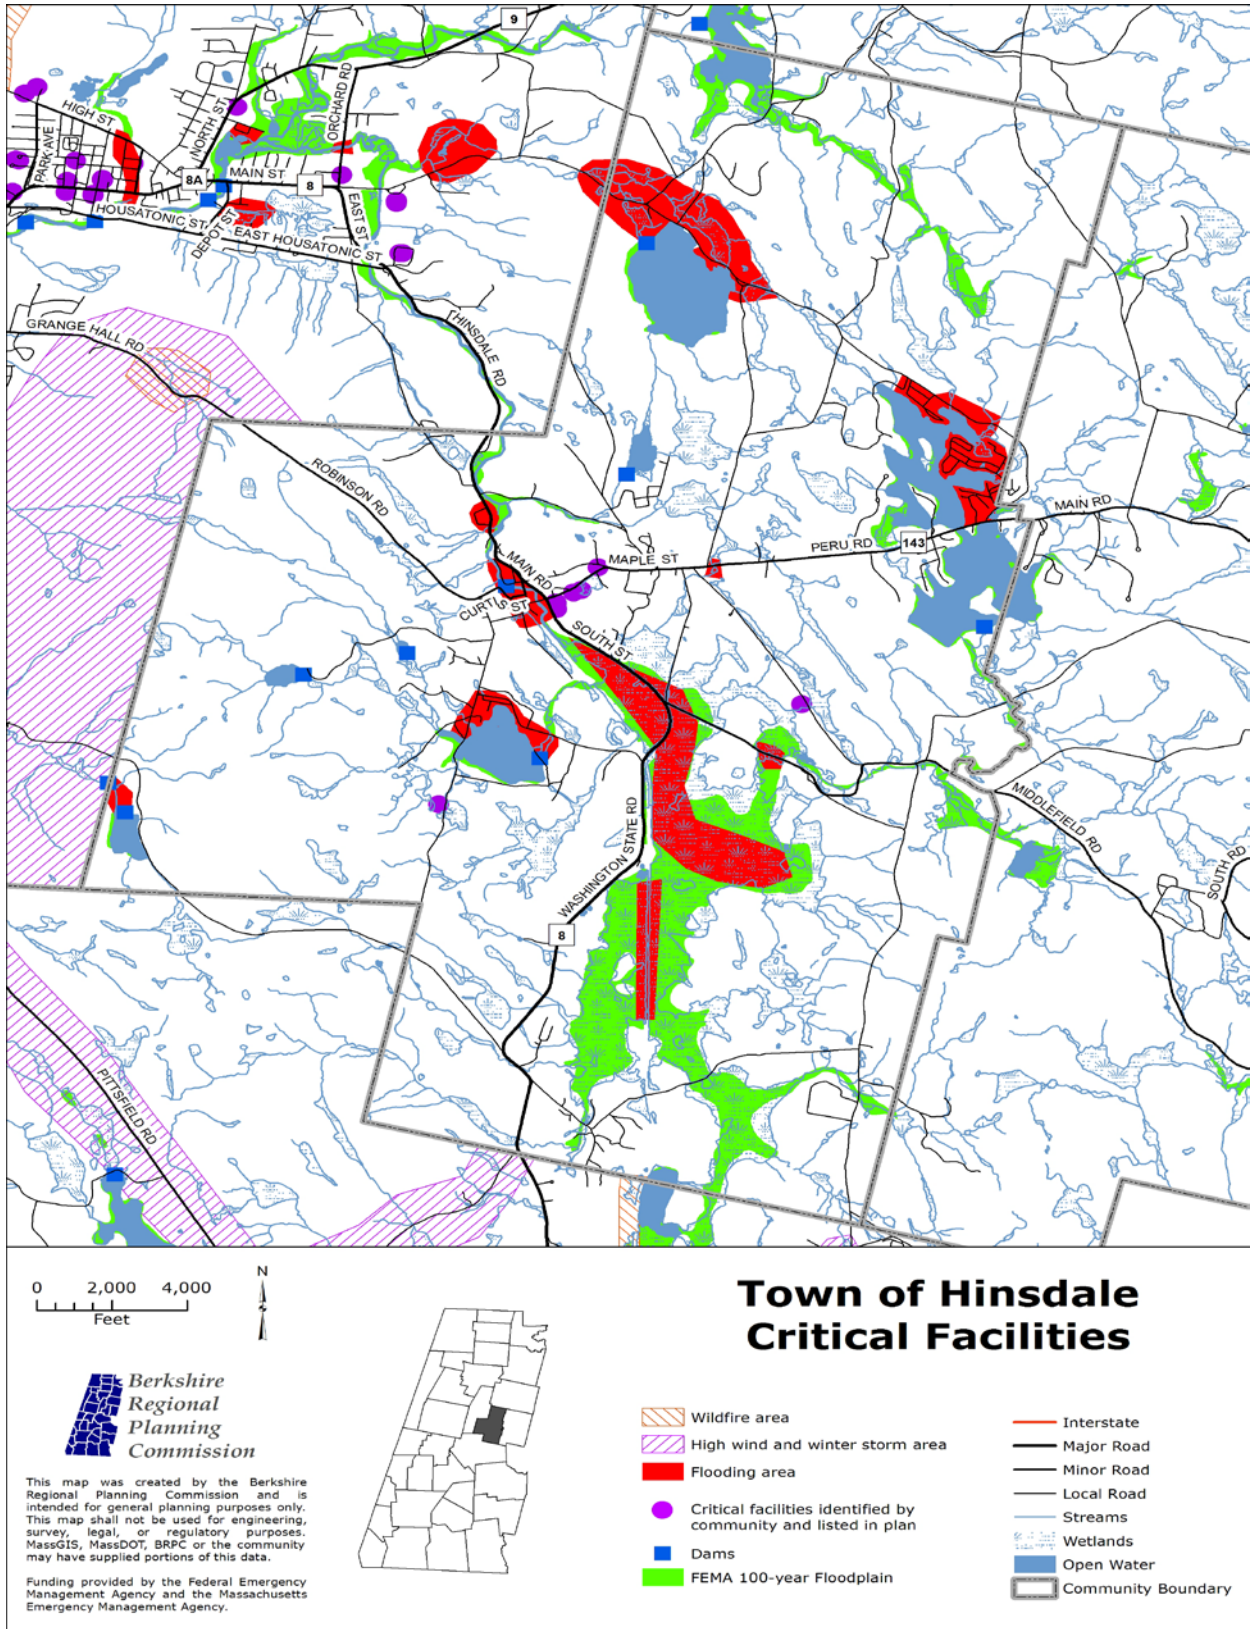 9
HIGH ST
PARK AVE
NORTH ST
ORCHARD RD
8A
MAIN ST
8
HOUSATONIC ST
DEPOT ST
EAST HOUSATONIC ST
EAST ST
GRANGE HALL RD
HINSDALE RD
ROBINSON RD
MAIN RD
PERU RD
143
MAIN RD
MAPLE ST
CURTIS ST
SOUTH ST
WASHINGTON STATE RD
8
MIDDLEFIELD RD
SOUTH RD
PITTSFIELD RD
0 2,000 4,000
Feet
N
Town of Hinsdale
Critical Facilities
Berkshire
Regional
Planning
Commission
This map was created by the Berkshire
Regional Planning Commission and is
intended for general planning purposes only.
This map shall not be used for engineering,
survey, legal, or regulatory purposes.
MassGIS, MassDOT, BRPC or the community
may have supplied portions of this data.
Funding provided by the Federal Emergency
Management Agency and the Massachusetts
Emergency Management Agency.
Wildfire area
High wind and winter storm area
Flooding area
Critical facilities identified by
community and listed in plan
Dams
FEMA 100-year Floodplain
Interstate
Major Road
Minor Road
Local Road
Streams
Wetlands
Open Water
Community Boundary